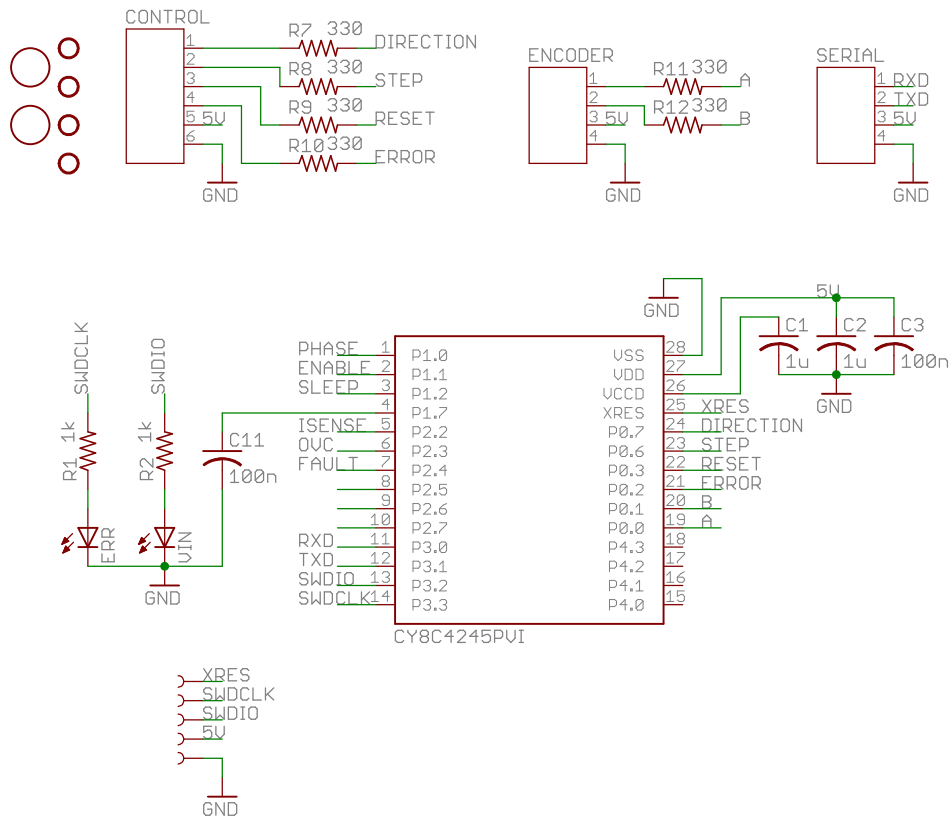 CONTROL
1 R7 330 DIRECTION
2 R8 330 STEP
3 R9 330 RESET
4 R10 330 ERROR
5 5V
6
GND
ENCODER
1 R11 330 A
2 R12 330 B
3 5V
4
GND
SERIAL
1 RXD
2 TXD
3 5V
4
GND
SWDCLK
R1 1k
ERR
SWDIO
R2 1k
VIN
GND
C11
100n
GND
5V
C1 C2 C3
1u 1u 100n
GND
PHASE 1 P1.0 VSS 28
ENABLE 2 P1.1 VDD 27
SLEEP 3 P1.2 VCCD 26
4 P1.7 XRES 25 XRES
ISENSE 5 P2.2 P0.7 24 DIRECTION
OVC 6 P2.3 P0.6 23 STEP
FAULT 7 P2.4 P0.3 22 RESET
8 P2.5 P0.2 21 ERROR
9 P2.6 P0.1 20 B
10 P2.7 P0.0 19 A
RXD 11 P3.0 P4.3 18
TXD 12 P3.1 P4.2 17
SWDIO 13 P3.2 P4.1 16
SWDCLK 14 P3.3 P4.0 15
CY8C4245PVI
XRES
SWDCLK
SWDIO
5V
GND